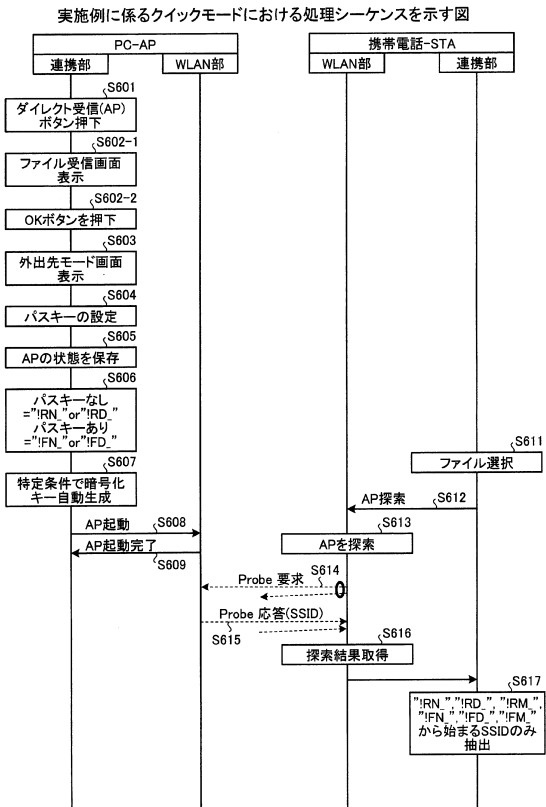 実施例に係るクイックモードにおける処理シーケンスを示す図
PC-AP
連携部
WLAN部
携帯電話-STA
WLAN部
連携部
S601
ダイレクト受信(AP)
ボタン押下
S602-1
ファイル受信画面
表示
S602-2
OKボタンを押下
S603
外出先モード画面
表示
S604
パスキーの設定
S605
APの状態を保存
S606
パスキーなし
="!RN_"or"!RD_"
パスキーあり
="!FN_"or"!FD_"
S607
特定条件で暗号化
キー自動生成
S611
ファイル選択
AP探索
S612
AP起動
S608
S613
APを探索
AP起動完了
S609
Probe 要求
S614
Probe 応答(SSID)
S615
S616
探索結果取得
S617
"!RN_","!RD_", "!RM_",
"!FN_","!FD_","!FM_"
から始まるSSIDのみ
抽出